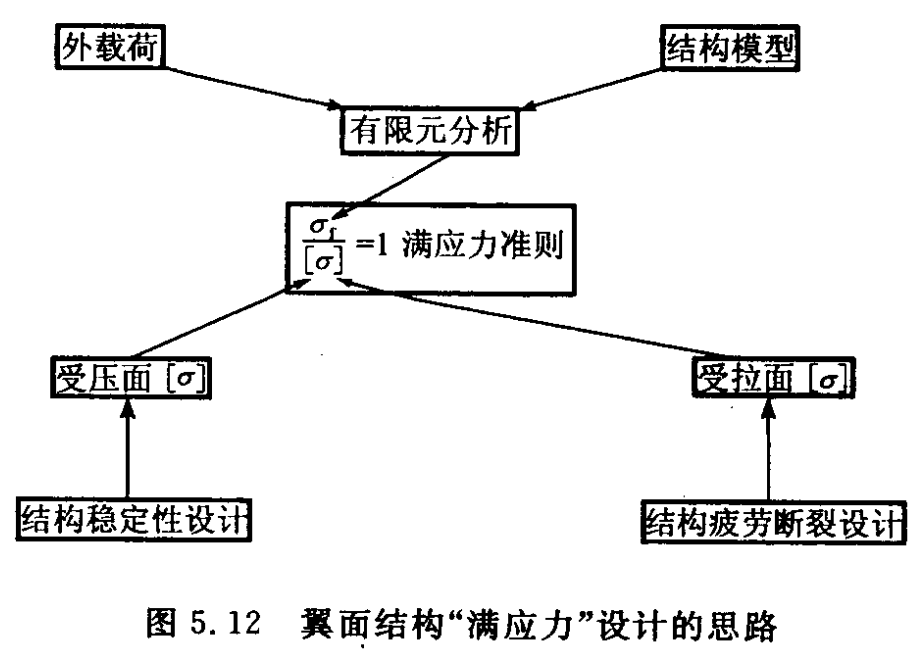 外载荷
结构模型
有限元分析
σf/[σ]=1 满应力准则
受压面[σ]
受拉面[σ]
结构稳定性设计
结构疲劳断裂设计
图 5.12 翼面结构“满应力”设计的思路